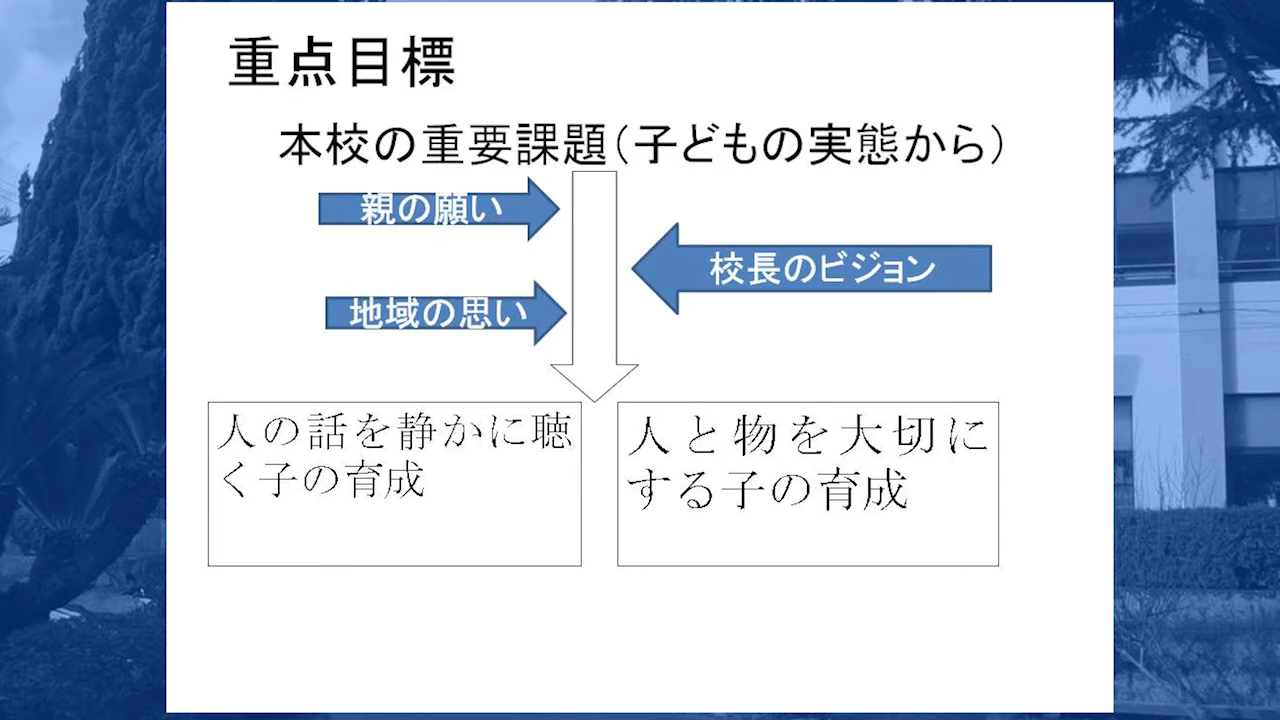 重点目標
本校の重要課題（子どもの実態から）
親の願い
校長のビジョン
地域の思い
人の話を静かに聴
く子の育成
人と物を大切に
する子の育成